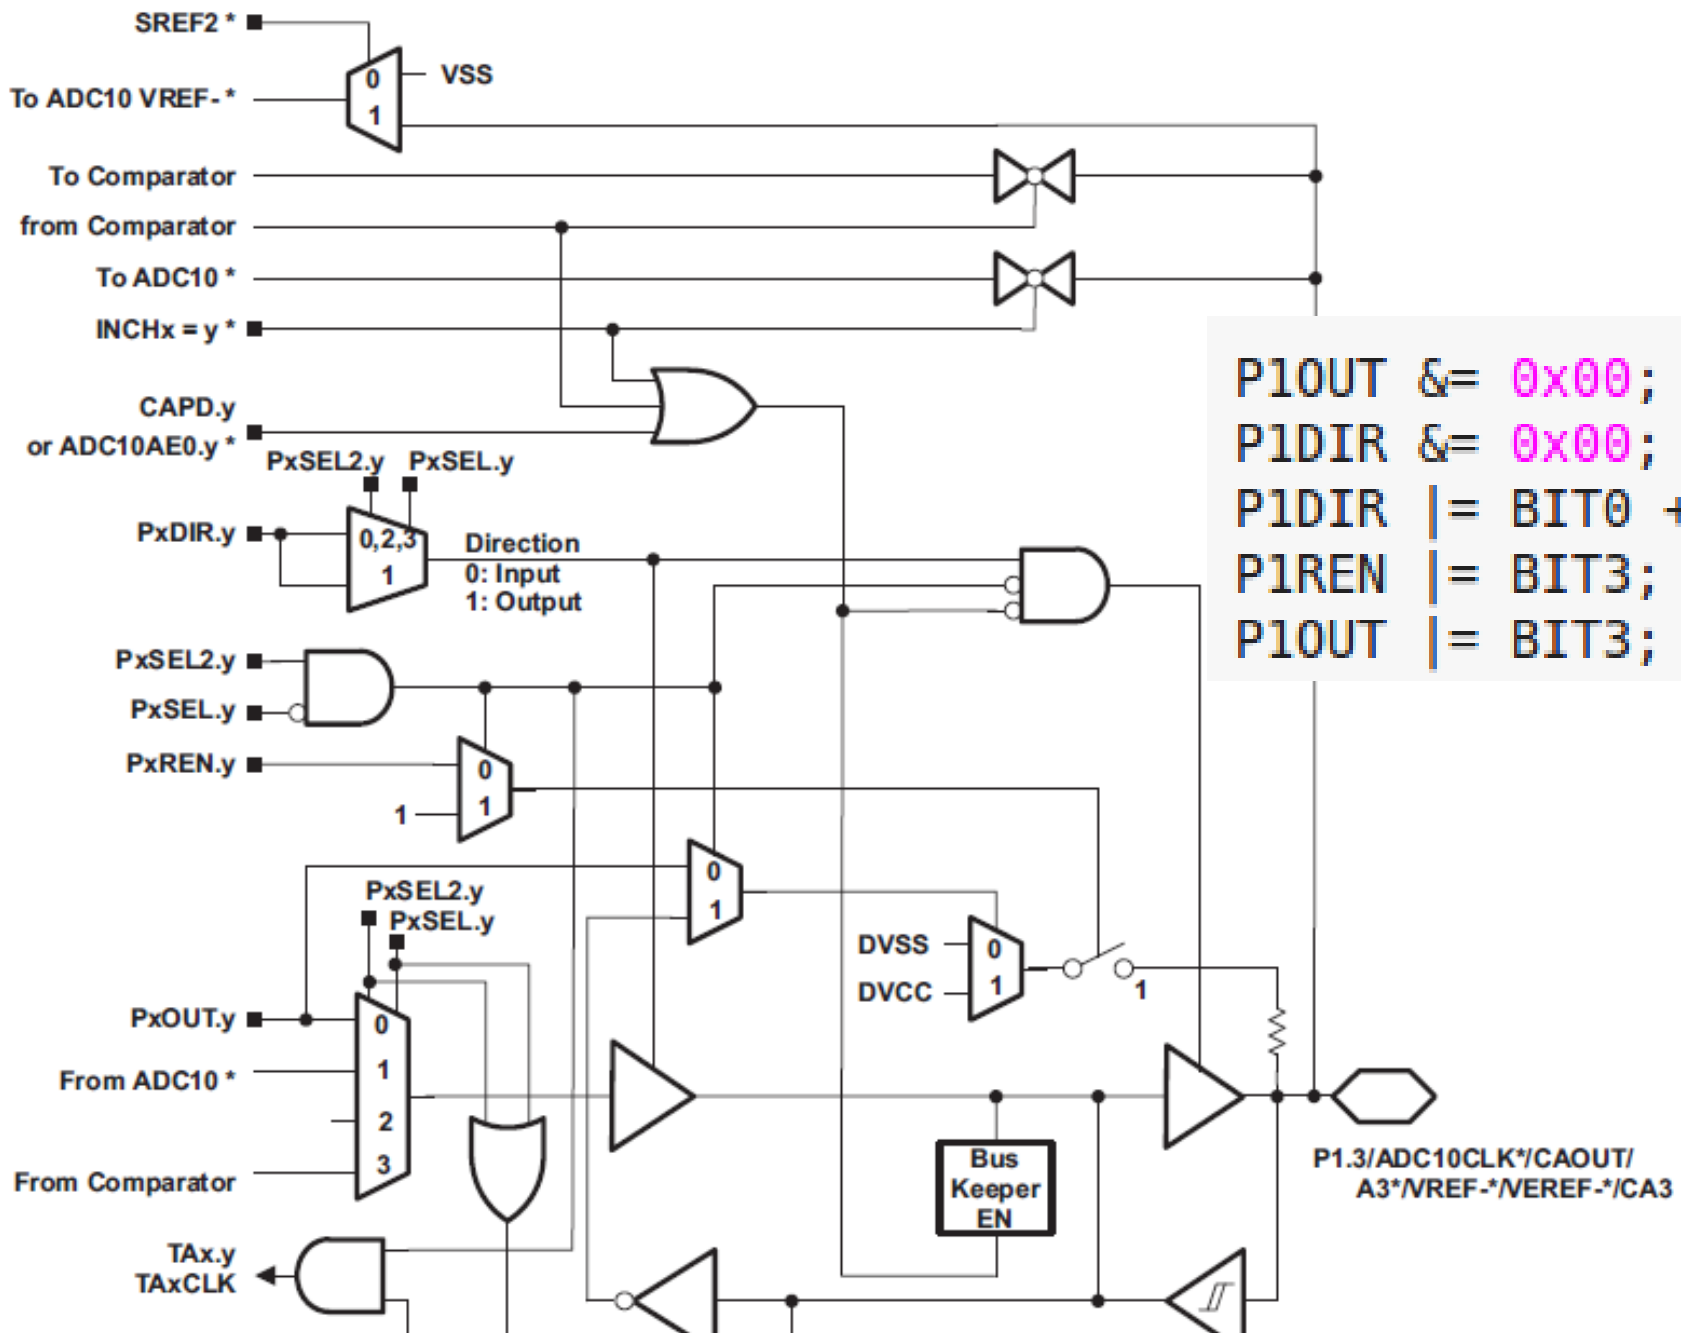 SREF2 *
VSS
0
To ADC10 VREF- *
1
To Comparator
from Comparator
To ADC10 *
INCHx = y *
CAPD.y
or ADC10AE0.y *
PxSEL2.y PxSEL.y
PxDIR.y
0,2,3
1
Direction
0: Input
1: Output
P1OUT &= 0x00;
P1DIR &= 0x00;
P1DIR |= BIT0 +
P1REN |= BIT3;
P1OUT |= BIT3;
PxSEL2.y
PxSEL.y
PxREN.y
0
1
1
0
1
PxSEL2.y
PxSEL.y
DVSS
DVCC
0
1
1
PxOUT.y
From ADC10 *
From Comparator
0
1
2
3
Bus
Keeper
EN
P1.3/ADC10CLK*/CAOUT/
A3*/VREF-*/VEREF-*/CA3
TAx.y
TAxCLK